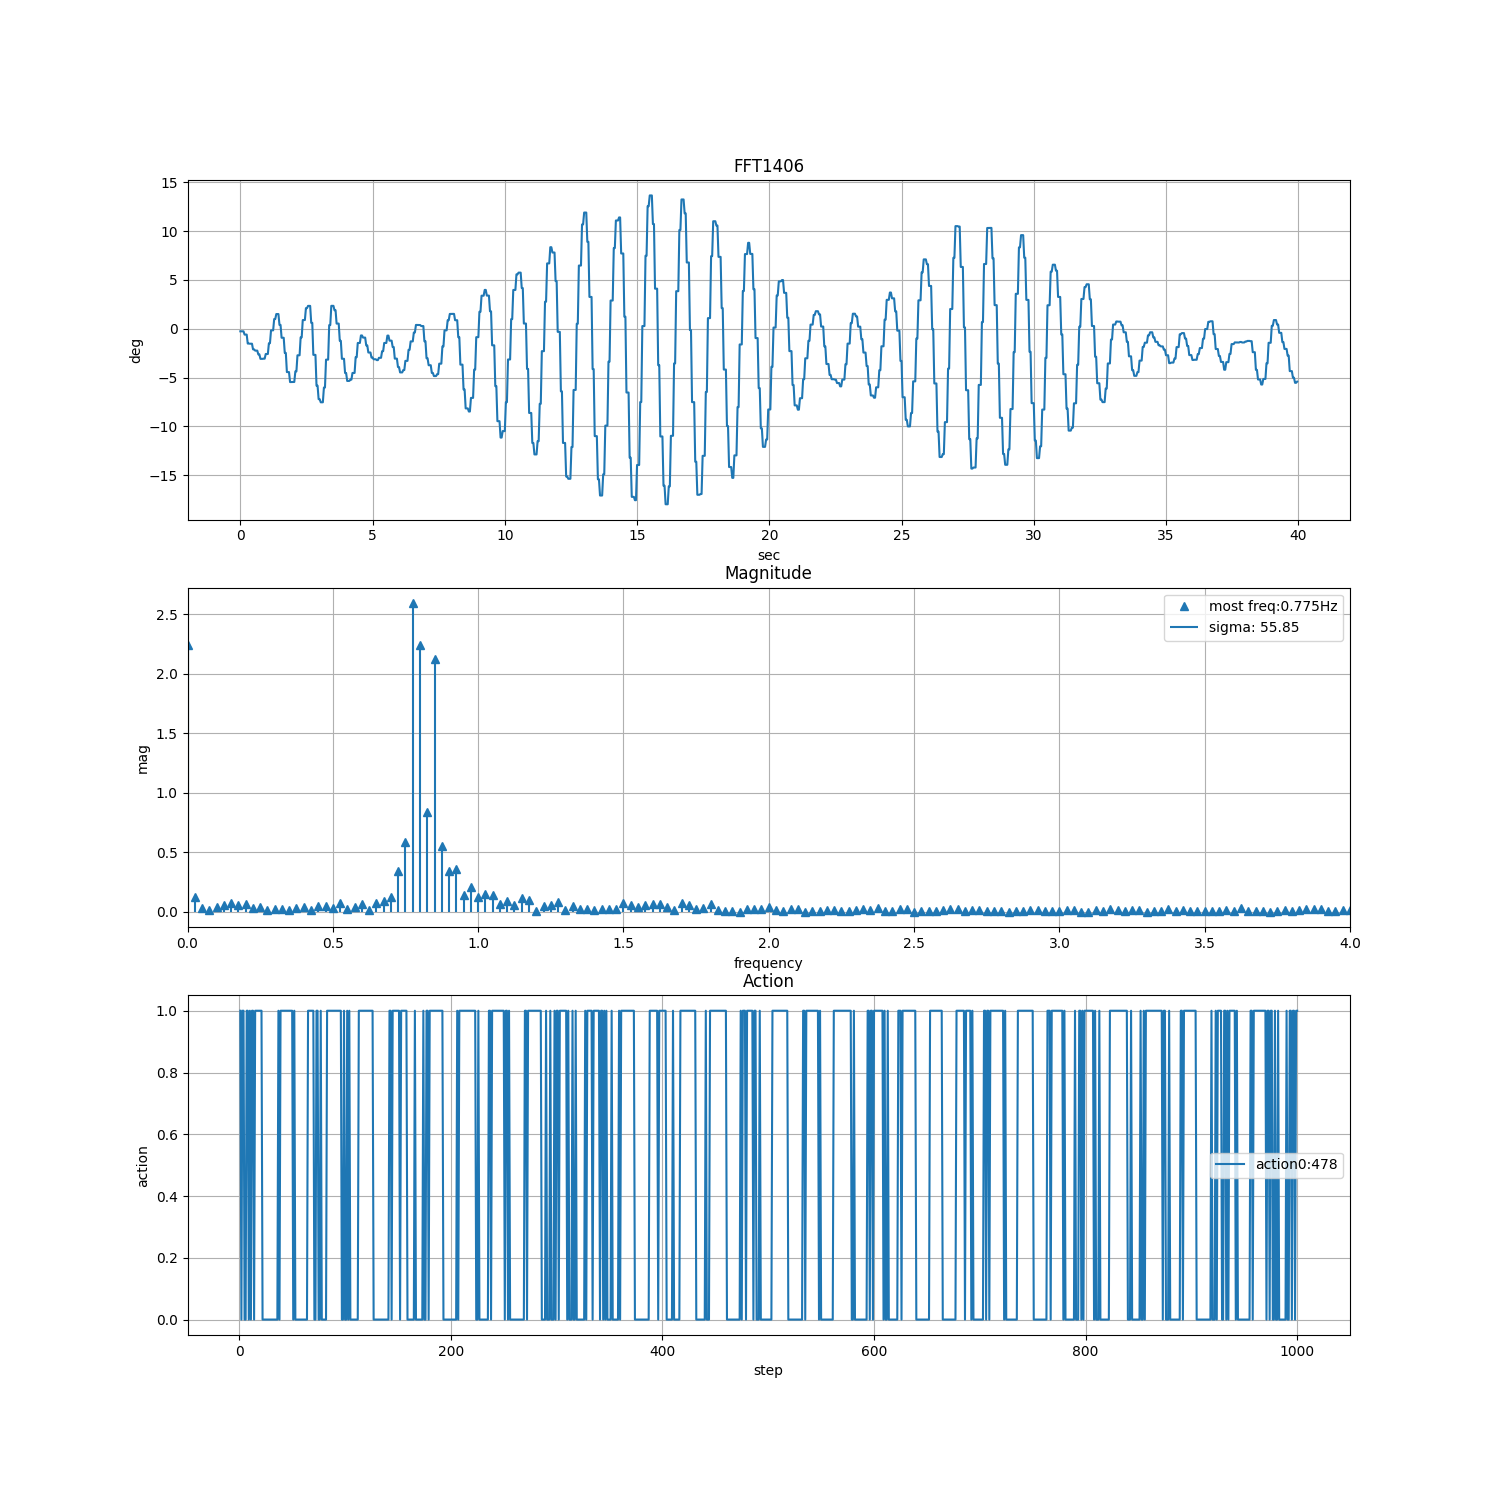 FFT1406
15
10
5
0
−5
−10
−15
deg
0 5 10 15 20 25 30 35 40
sec
Magnitude
2.5
2.0
1.5
1.0
0.5
0.0
mag
most freq:0.775Hz
sigma: 55.85
0.0 0.5 1.0 1.5 2.0 2.5 3.0 3.5 4.0
frequency
Action
1.0
0.8
0.6
0.4
0.2
0.0
action
action0:478
0 200 400 600 800 1000
step